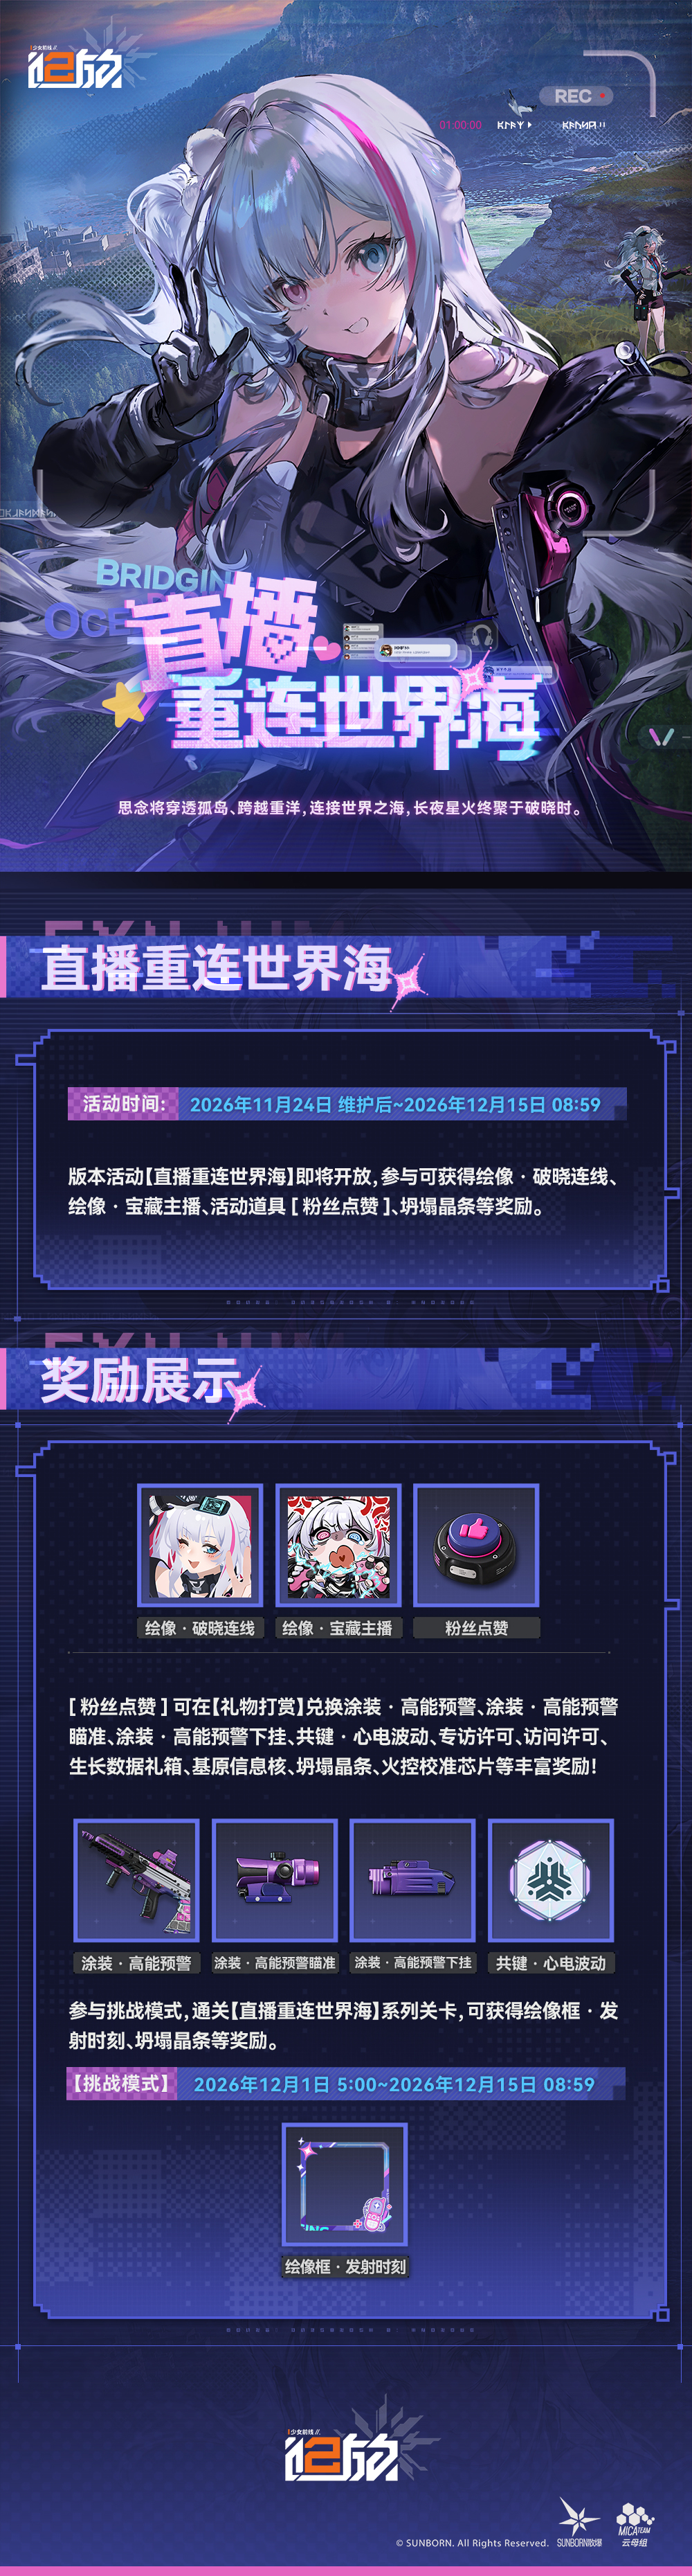 少女前线
追放
REC
01:00:00
BRIDGIN
OCE
直播
重连世界海
思念将穿透孤岛、跨越重洋,连接世界之海,长夜星火终聚于破晓时。
直播重连世界海
活动时间:
2026年11月24日 维护后~2026年12月15日 08:59
版本活动【直播重连世界海】即将开放,参与可获得绘像·破晓连线、
绘像·宝藏主播、活动道具 [ 粉丝点赞 ]、坍塌晶条等奖励。
奖励展示
绘像·破晓连线
绘像·宝藏主播
粉丝点赞
[ 粉丝点赞 ] 可在【礼物打赏】兑换涂装·高能预警、涂装·高能预警
瞄准、涂装·高能预警下挂、共键·心电波动、专访许可、访问许可、
生长数据礼箱、基原信息核、坍塌晶条、火控校准芯片等丰富奖励!
涂装·高能预警
涂装·高能预警瞄准
涂装·高能预警下挂
共键·心电波动
参与挑战模式,通关【直播重连世界海】系列关卡,可获得绘像框·发
射时刻、坍塌晶条等奖励。
【挑战模式】
2026年12月1日 5:00~2026年12月15日 08:59
绘像框·发射时刻
少女前线
追放
© SUNBORN. All Rights Reserved.
SUNBORN散爆
MICATEAM
云母组